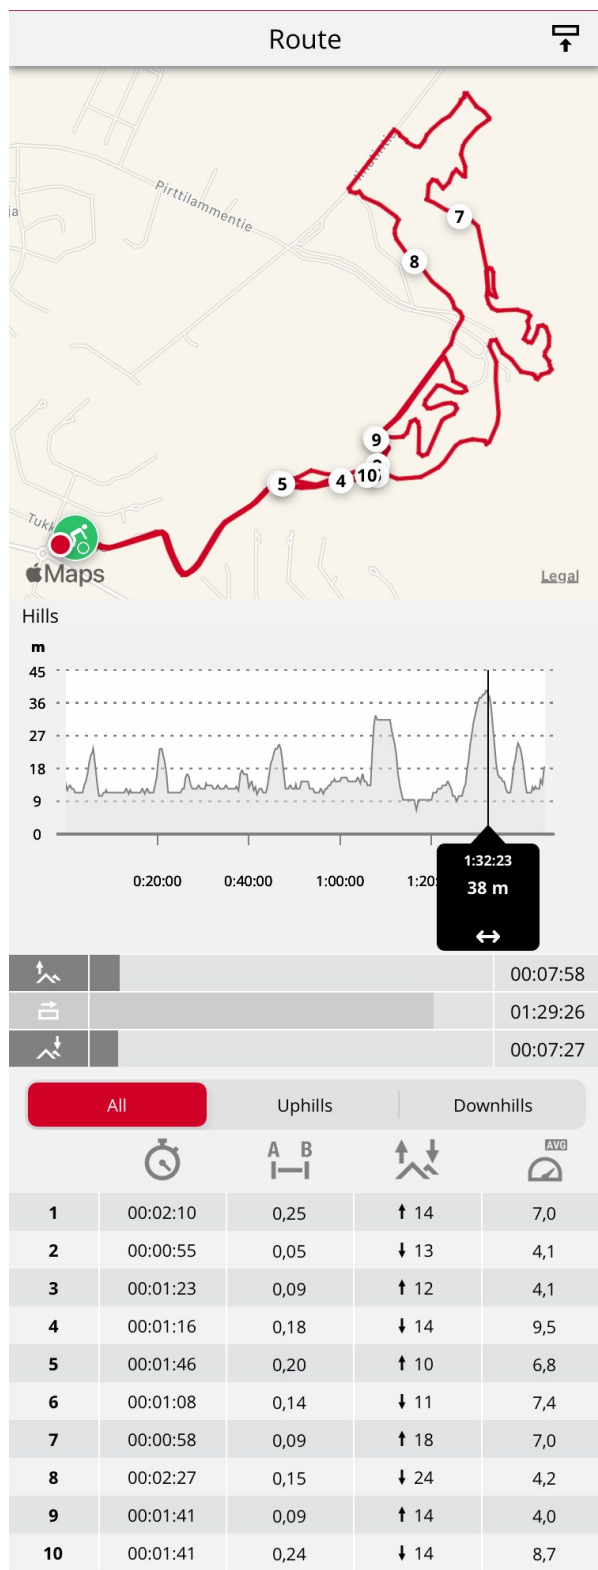 Route
Pirttilammentie
ja
7
8
9
5
4
10
Tukk
Maps
Legal
Hills
m
45
36
27
18
9
0
0:20:00 0:40:00 1:00:00 1:20:
1:32:23
38 m
00:07:58
01:29:26
00:07:27
All Uphills Downhills
A B AVG
1 00:02:10 0,25 14 7,0
2 00:00:55 0,05 13 4,1
3 00:01:23 0,09 12 4,1
4 00:01:16 0,18 14 9,5
5 00:01:46 0,20 10 6,8
6 00:01:08 0,14 11 7,4
7 00:00:58 0,09 18 7,0
8 00:02:27 0,15 24 4,2
9 00:01:41 0,09 14 4,0
10 00:01:41 0,24 14 8,7